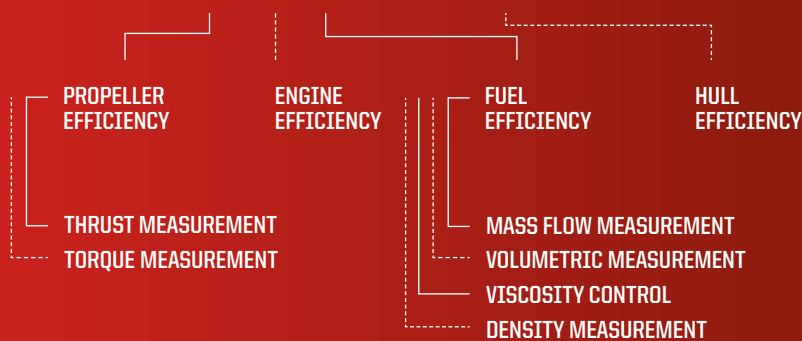 PROPELLER
EFFICIENCY
ENGINE
EFFICIENCY
FUEL
EFFICIENCY
HULL
EFFICIENCY
THRUST MEASUREMENT
TORQUE MEASUREMENT
MASS FLOW MEASUREMENT
VOLUMETRIC MEASUREMENT
VISCOSITY CONTROL
DENSITY MEASUREMENT